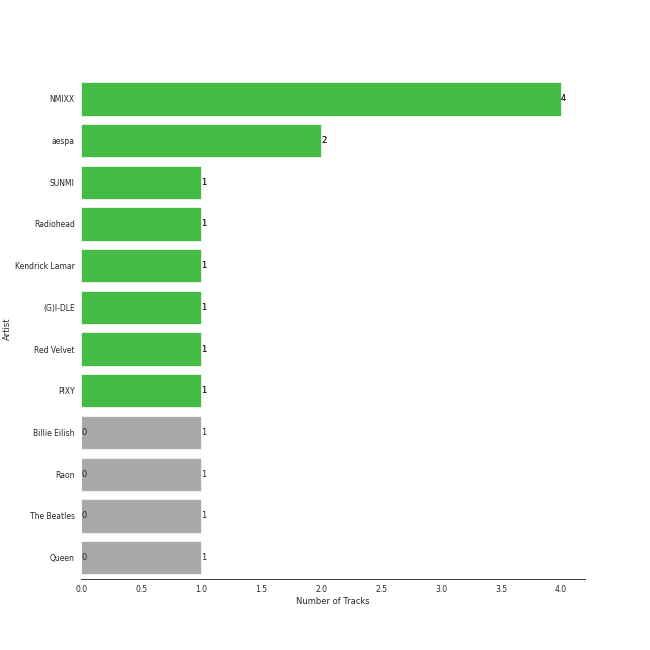 NMIXX 4
aespa 2
SUNMI 1
Radiohead 1
Kendrick Lamar 1
(G)I-DLE 1
Red Velvet 1
PIXY 1
Billie Eilish 0 1
Raon 0 1
The Beatles 0 1
Queen 0 1
Artist
0.0 0.5 1.0 1.5 2.0 2.5 3.0 3.5 4.0
Number of Tracks